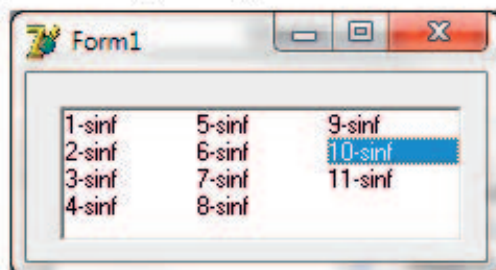 Form1
1-sinf 5-sinf 9-sinf
2-sinf 6-sinf 10-sinf
3-sinf 7-sinf 11-sinf
4-sinf 8-sinf